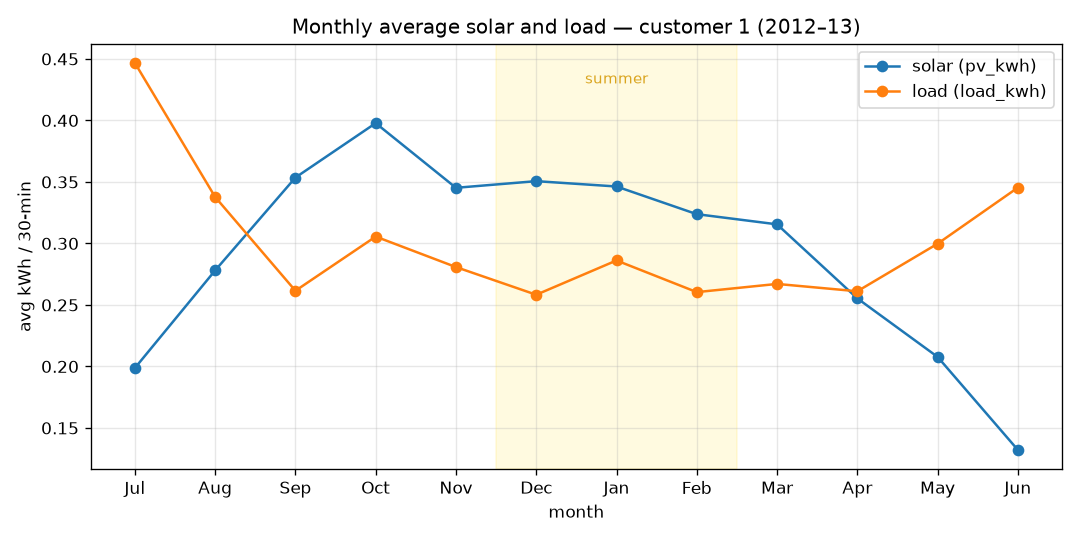 Monthly average solar and load — customer 1 (2012–13)
summer
solar (pv_kwh)
load (load_kwh)
avg kWh / 30-min
0.45
0.40
0.35
0.30
0.25
0.20
0.15
Jul Aug Sep Oct Nov Dec Jan Feb Mar Apr May Jun
month